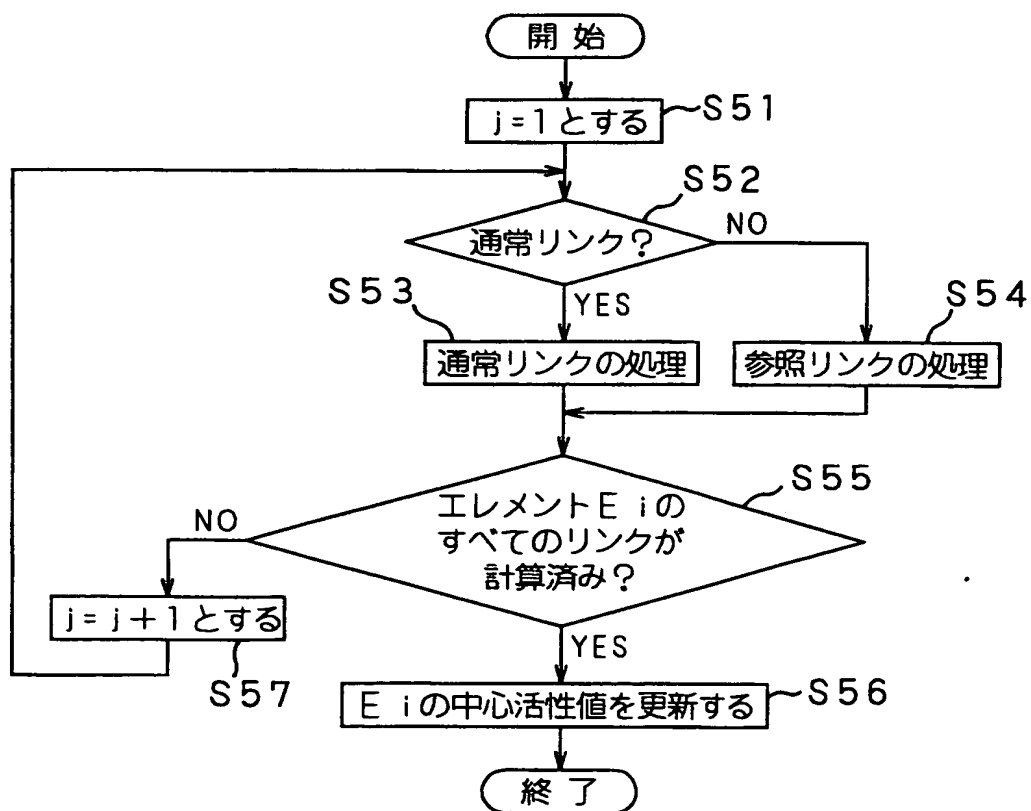 開始
j=1とする
S51
通常リンク?
S52
NO
YES
S53
通常リンクの処理
S54
参照リンクの処理
エレメントE iの
すべてのリンクが
計算済み?
S55
NO
j=j+1とする
S57
YES
E iの中心活性値を更新する
S56
終了